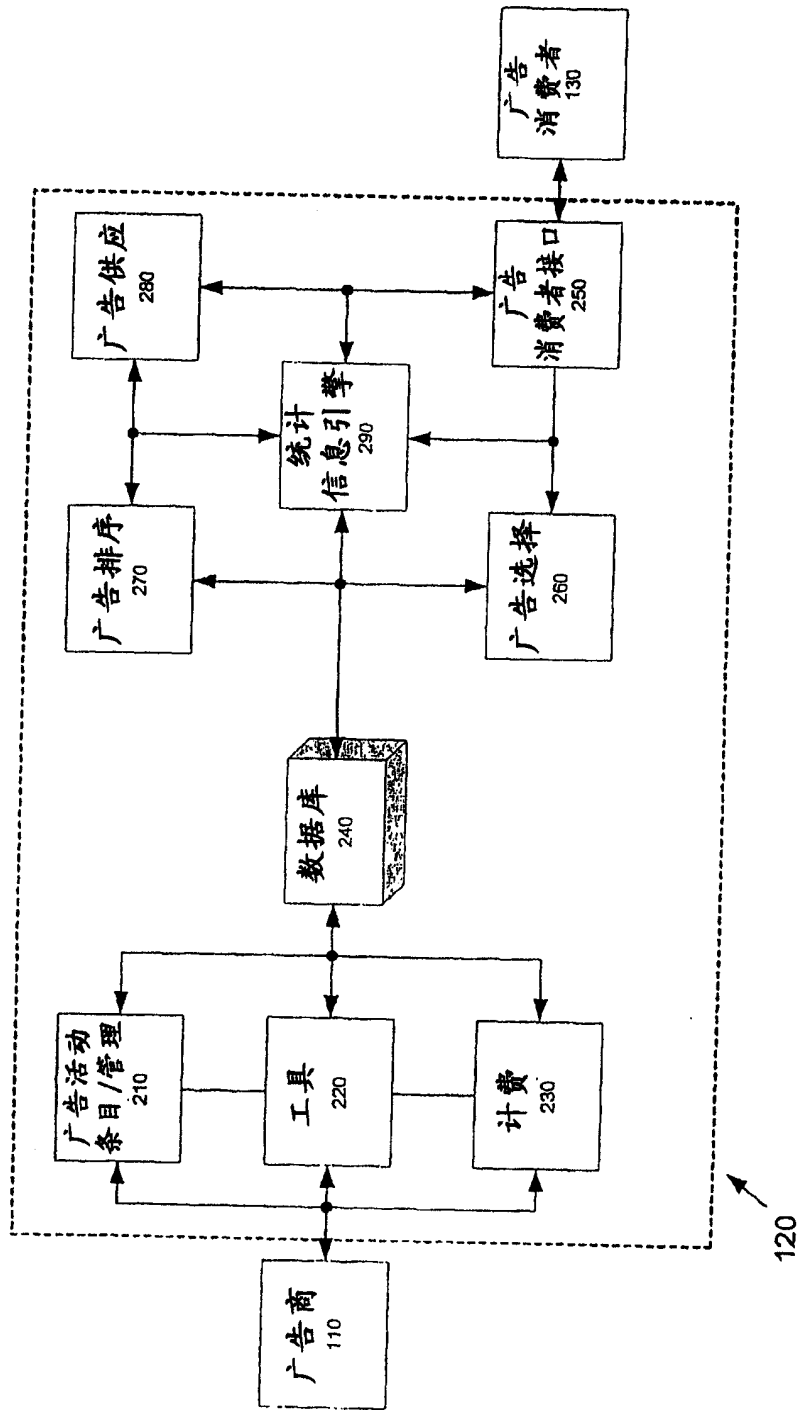 广告商
110
广告活动
条目/管理
210
工具
220
计费
230
数据库
240
广告排序
270
广告供应
280
统计
信息引擎
290
广告选择
260
广告
消费者接口
250
广告
消费者
130
120